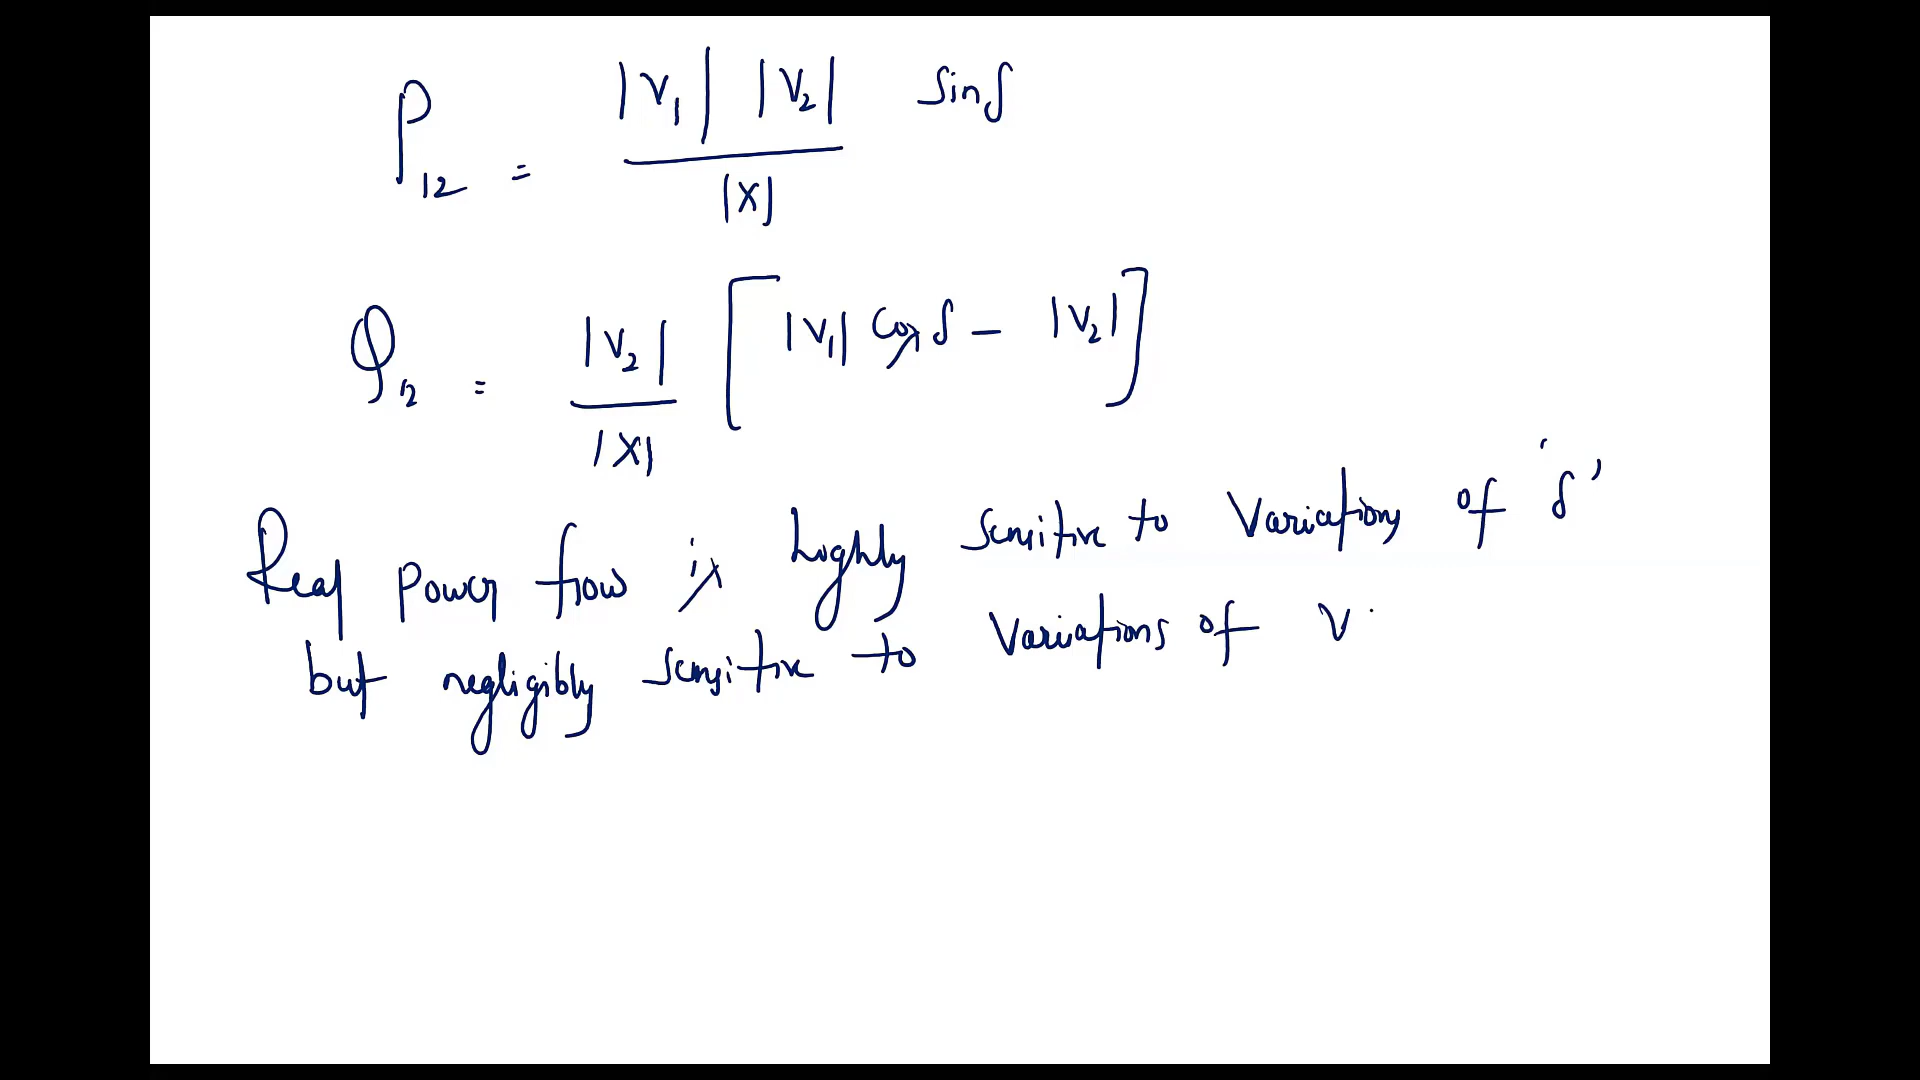 P12 = |V1| |V2| / |X| sinδ
Q12 = |V2| / |X| [ |V1| cosδ - |V2| ]
Real power flow is highly sensitive to variations of 'δ'
but negligibly sensitive to variations of V